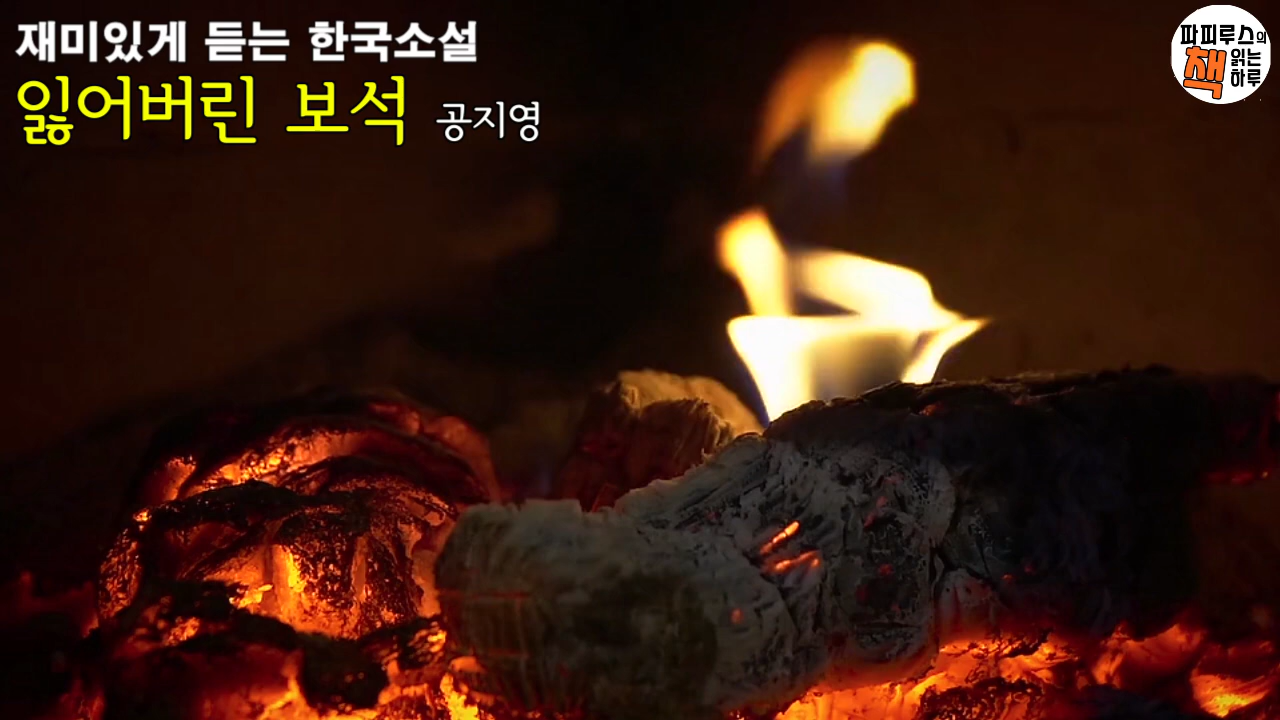 재미있게 듣는 한국소설
잃어버린 보석 공지영
파피루스의
책 읽는
하루